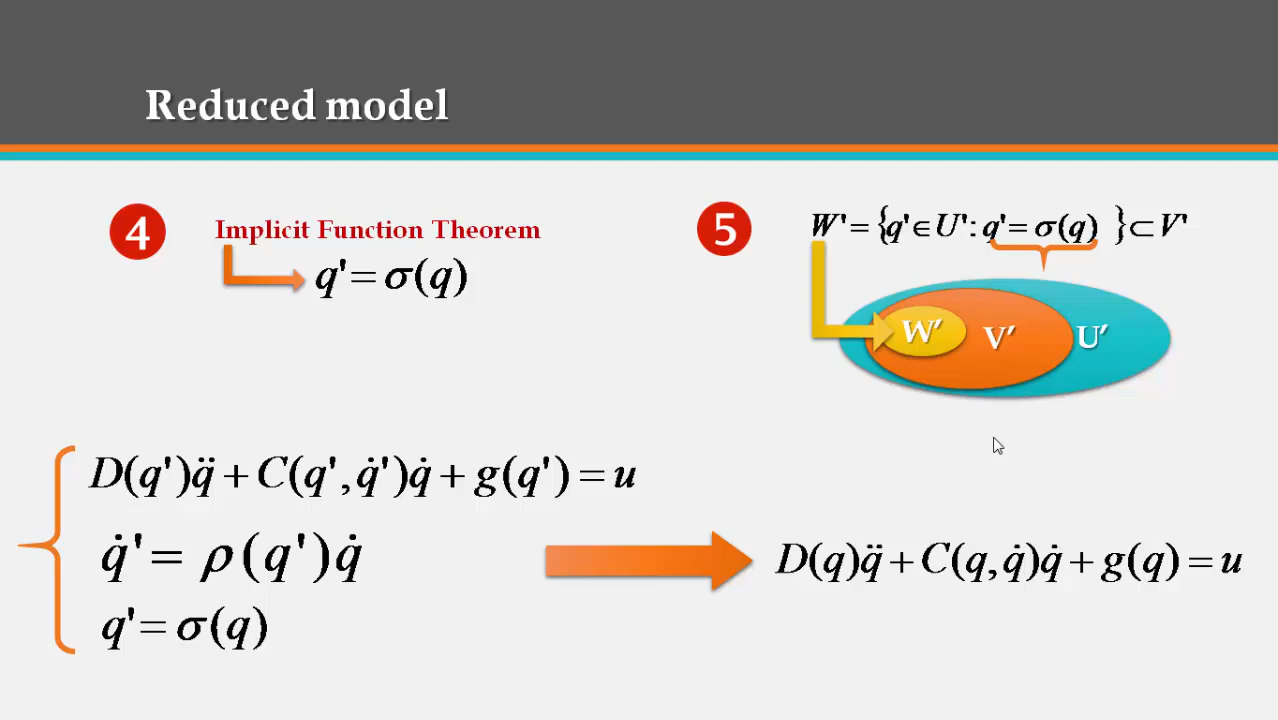 Reduced model
4
Implicit Function Theorem
q'=σ(q)
5
W'={q'∈U': q'=σ(q) }⊂V'
W′ V′ U′
D(q')q̈+C(q',q̇')q̇+g(q')=u
q̇'=ρ(q')q̇
q'=σ(q)
D(q)q̈+C(q,q̇)q̇+g(q)=u